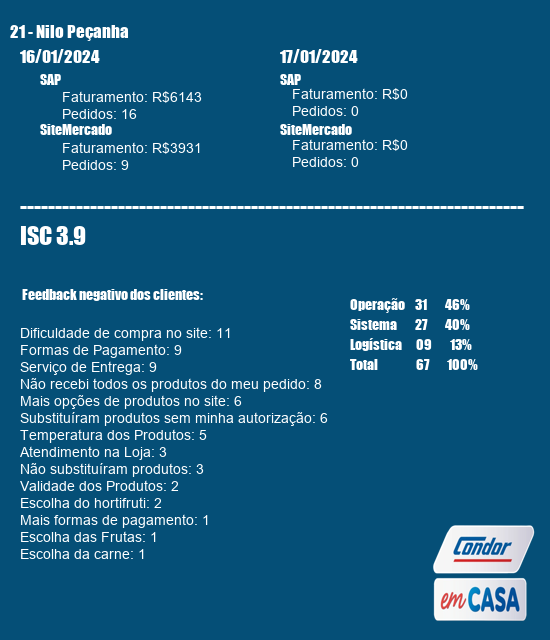 21 - Nilo Peçanha
16/01/2024
SAP
Faturamento: R$6143
Pedidos: 16
SiteMercado
Faturamento: R$3931
Pedidos: 9
17/01/2024
SAP
Faturamento: R$0
Pedidos: 0
SiteMercado
Faturamento: R$0
Pedidos: 0
------------------------------------------------------------------------
ISC 3.9
Feedback negativo dos clientes:
Dificuldade de compra no site: 11
Formas de Pagamento: 9
Serviço de Entrega: 9
Não recebi todos os produtos do meu pedido: 8
Mais opções de produtos no site: 6
Substituíram produtos sem minha autorização: 6
Temperatura dos Produtos: 5
Atendimento na Loja: 3
Não substituíram produtos: 3
Validade dos Produtos: 2
Escolha do hortifruti: 2
Mais formas de pagamento: 1
Escolha das Frutas: 1
Escolha da carne: 1
Operação 31 46%
Sistema 27 40%
Logística 09 13%
Total 67 100%
Condor
em CASA